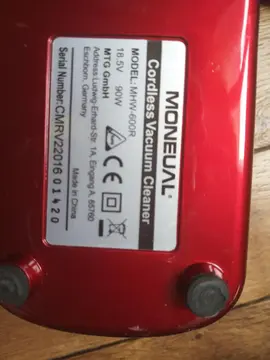 MONEUAL®
Cordless Vacuum Cleaner
MODEL: MHW-600R
18.5V 90W
MTG GmbH
Address:Ludwig-Erhard-Str. 1A, Eingang A, 65760
Eschborn, Germany
Made in China
Serial Number:CMRV22016 01420